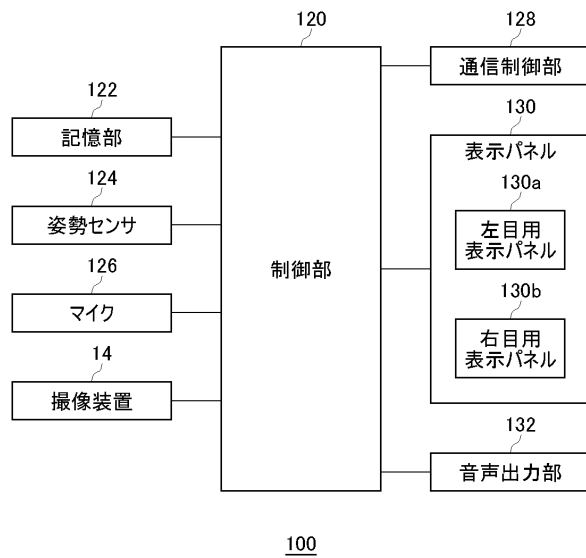 120
128
通信制御部
122
記憶部
130
表示パネル
124
姿勢センサ
130a
左目用
表示パネル
制御部
126
マイク
130b
右目用
表示パネル
14
撮像装置
132
音声出力部
100